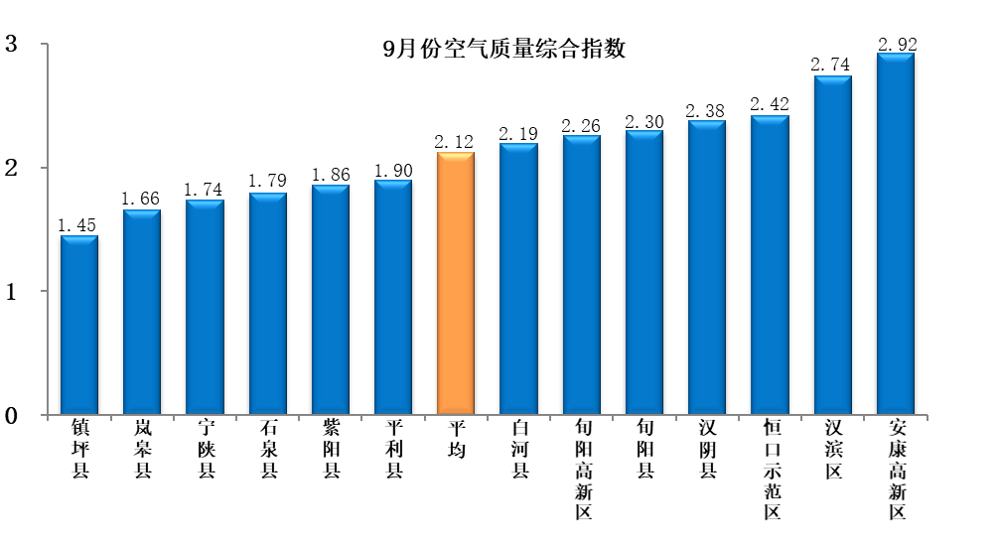 9月份空气质量综合指数
3
2
1
0
1.45
1.66
1.74
1.79
1.86
1.90
2.12
2.19
2.26
2.30
2.38
2.42
2.74
2.92
镇坪县
岚皋县
宁陕县
石泉县
紫阳县
平利县
平均
白河县
旬阳高新区
旬阳县
汉阴县
恒口示范区
汉滨区
安康高新区